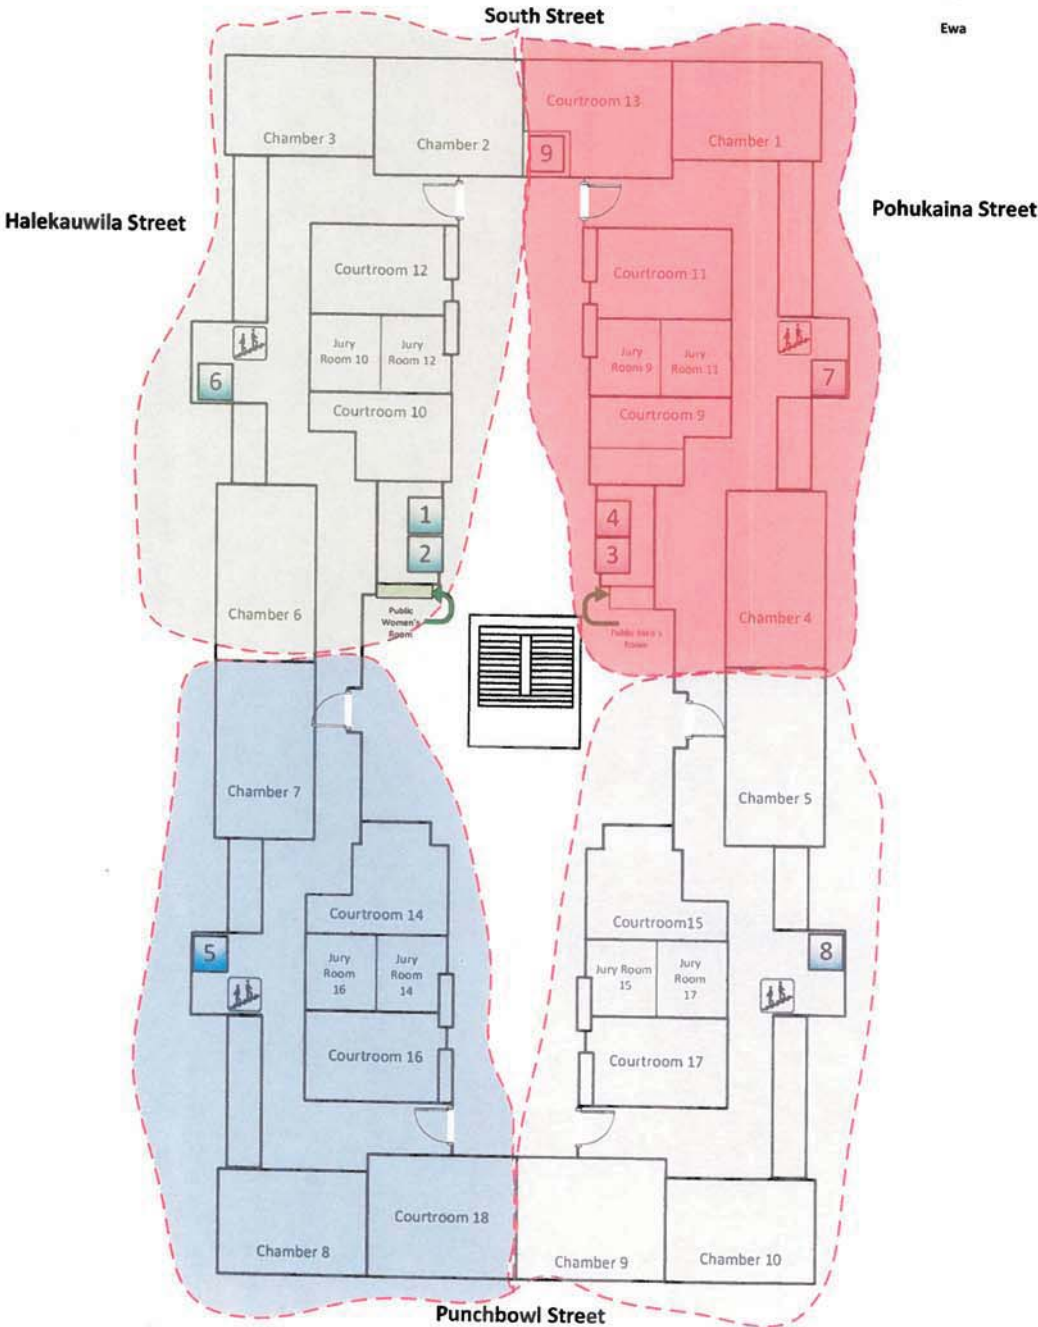 South Street
Ewa
Courtroom 13
Chamber 3
Chamber 2
9
Chamber 1
Halekauwila Street
Pohukaina Street
Courtroom 12
Courtroom 11
Jury
Room 10
Jury
Room 12
Jury
Room 9
Jury
Room 11
6
7
Courtroom 10
Courtroom 9
1
4
2
3
Public
Women's
Room
Chamber 6
Chamber 4
Public Men's
Room
Chamber 7
Chamber 5
Courtroom 14
Courtroom15
5
8
Jury
Room
16
Jury
Room
14
Jury Room
15
Jury
Room
17
Courtroom 16
Courtroom 17
Courtroom 18
Chamber 8
Chamber 9
Chamber 10
Punchbowl Street